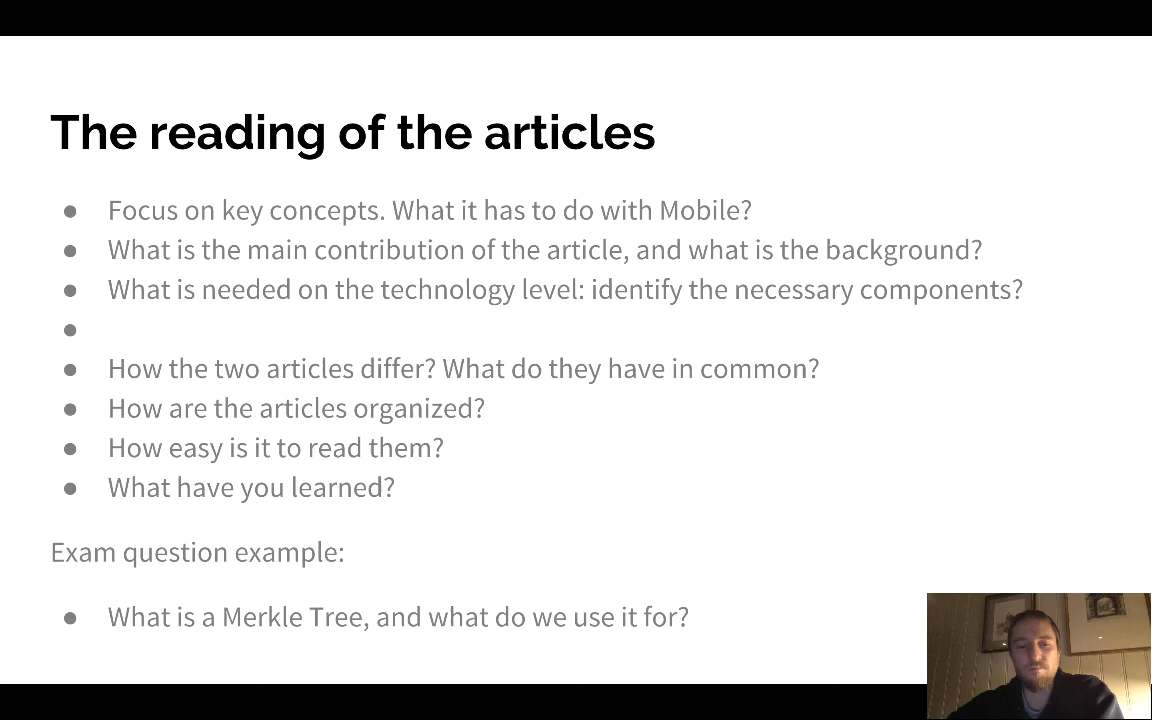 The reading of the articles
● Focus on key concepts. What it has to do with Mobile?
● What is the main contribution of the article, and what is the background?
● What is needed on the technology level: identify the necessary components?
●
● How the two articles differ? What do they have in common?
● How are the articles organized?
● How easy is it to read them?
● What have you learned?
Exam question example:
● What is a Merkle Tree, and what do we use it for?